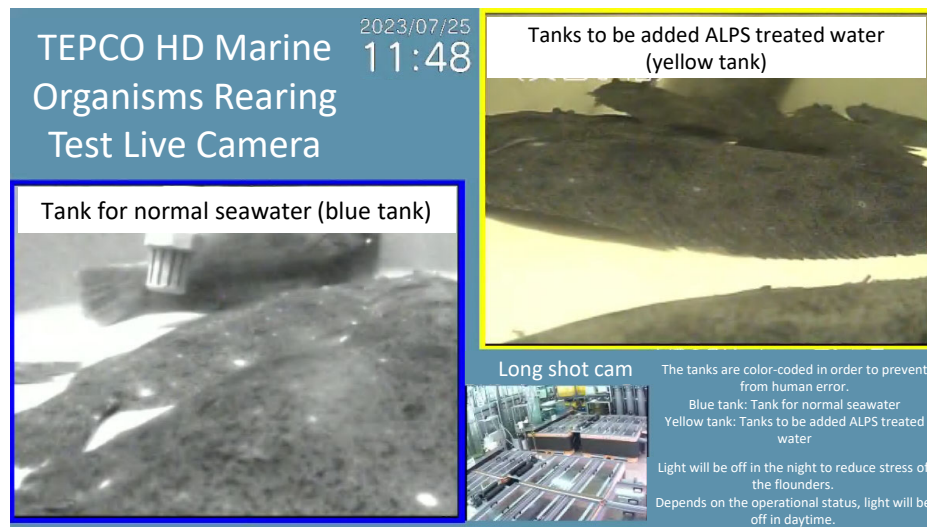 TEPCO HD Marine
Organisms Rearing
Test Live Camera
2023/07/25
11:48
Tanks to be added ALPS treated water
(yellow tank)
Tank for normal seawater (blue tank)
Long shot cam
The tanks are color-coded in order to prevent
from human error.
Blue tank: Tank for normal seawater
Yellow tank: Tanks to be added ALPS treated
water
Light will be off in the night to reduce stress of
the flounders.
Depends on the operational status, light will be
off in daytime.